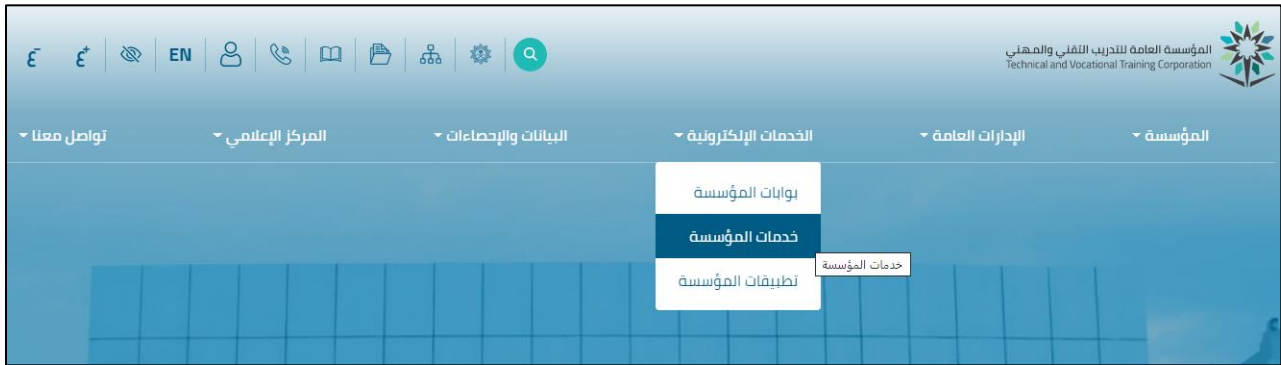 المؤسسة العامة للتدريب التقني والمهني
Technical and Vocational Training Corporation
EN
ع+
ع-
المؤسسة
الإدارات العامة
الخدمات الإلكترونية
البيانات والإحصاءات
المركز الإعلامي
تواصل معنا
بوابات المؤسسة
خدمات المؤسسة
خدمات المؤسسة
تطبيقات المؤسسة